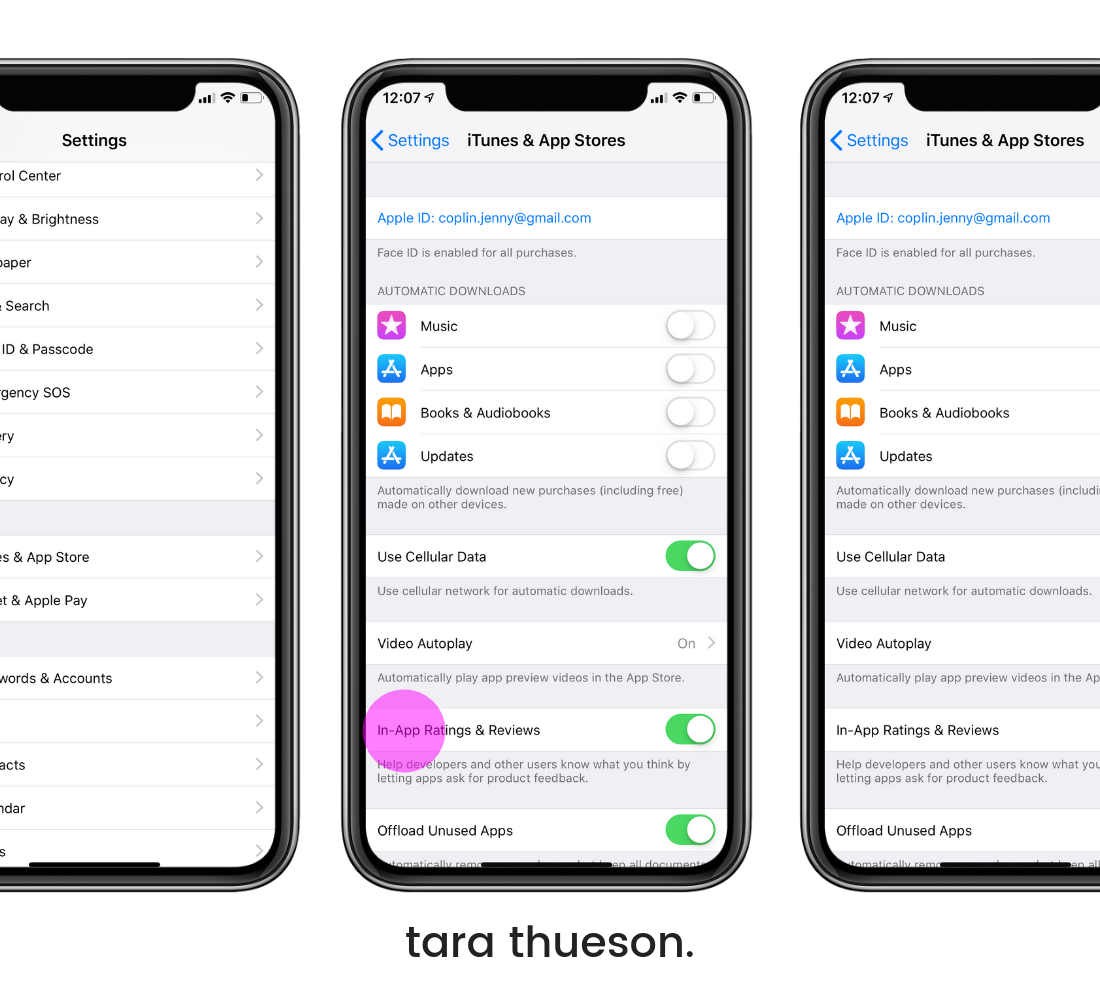 Settings
rol Center
ay & Brightness
paper
& Search
ID & Passcode
rgency SOS
ery
cy
es & App Store
et & Apple Pay
words & Accounts
acts
ndar
s
12:07
Settings
iTunes & App Stores
Apple ID: coplin.jenny@gmail.com
Face ID is enabled for all purchases.
AUTOMATIC DOWNLOADS
Music
Apps
Books & Audiobooks
Updates
Automatically download new purchases (including free)
made on other devices.
Use Cellular Data
Use cellular network for automatic downloads.
Video Autoplay
On
Automatically play app preview videos in the App Store.
In-App Ratings & Reviews
Help developers and other users know what you think by
letting apps ask for product feedback.
Offload Unused Apps
12:07
Settings
iTunes & App Stores
Apple ID: coplin.jenny@gmail.com
Face ID is enabled for all purchases.
AUTOMATIC DOWNLOADS
Music
Apps
Books & Audiobooks
Updates
Automatically download new purchases (includi
made on other devices.
Use Cellular Data
Use cellular network for automatic downloads.
Video Autoplay
Automatically play app preview videos in the Ap
In-App Ratings & Reviews
Help developers and other users know what you
letting apps ask for product feedback.
Offload Unused Apps
tara thueson.